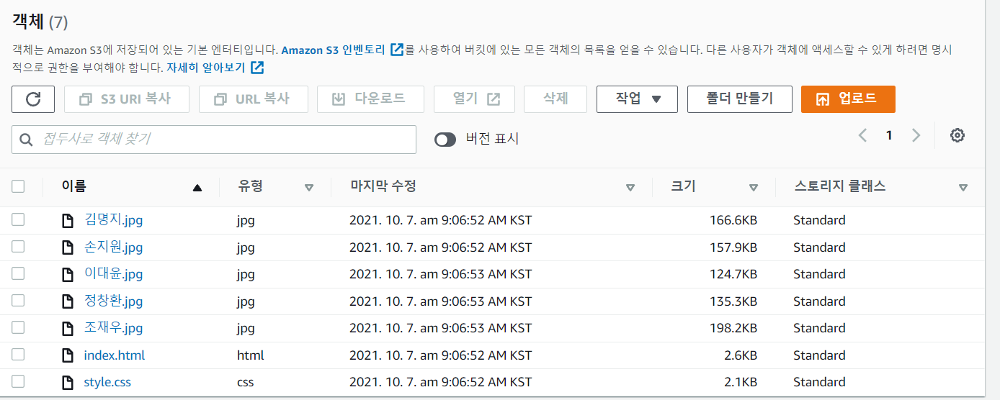 객체 (7)
객체는 Amazon S3에 저장되어 있는 기본 엔터티입니다. Amazon S3 인벤토리 를 사용하여 버킷에 있는 모든 객체의 목록을 얻을 수 있습니다. 다른 사용자가 객체에 액세스할 수 있게 하려면 명시
적으로 권한을 부여해야 합니다. 자세히 알아보기
S3 URI 복사 URL 복사 다운로드 열기 삭제 작업 폴더 만들기 업로드
접두사로 객체 찾기 버전 표시 1
이름 유형 마지막 수정 크기 스토리지 클래스
김명지.jpg jpg 2021. 10. 7. am 9:06:52 AM KST 166.6KB Standard
손지원.jpg jpg 2021. 10. 7. am 9:06:52 AM KST 157.9KB Standard
이대윤.jpg jpg 2021. 10. 7. am 9:06:53 AM KST 124.7KB Standard
정창환.jpg jpg 2021. 10. 7. am 9:06:53 AM KST 135.3KB Standard
조재우.jpg jpg 2021. 10. 7. am 9:06:53 AM KST 198.2KB Standard
index.html html 2021. 10. 7. am 9:06:52 AM KST 2.6KB Standard
style.css css 2021. 10. 7. am 9:06:52 AM KST 2.1KB Standard